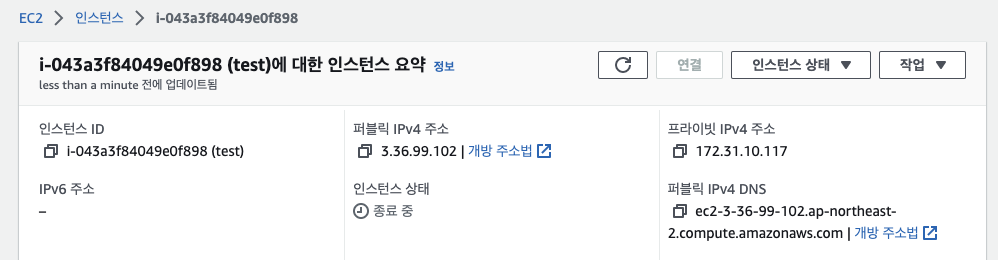 EC2 > 인스턴스 > i-043a3f84049e0f898
i-043a3f84049e0f898 (test)에 대한 인스턴스 요약 정보
less than a minute 전에 업데이트됨
연결
인스턴스 상태 ▼
작업 ▼
인스턴스 ID
i-043a3f84049e0f898 (test)
퍼블릭 IPv4 주소
3.36.99.102 | 개방 주소법
프라이빗 IPv4 주소
172.31.10.117
IPv6 주소
–
인스턴스 상태
종료 중
퍼블릭 IPv4 DNS
ec2-3-36-99-102.ap-northeast-
2.compute.amazonaws.com | 개방 주소법